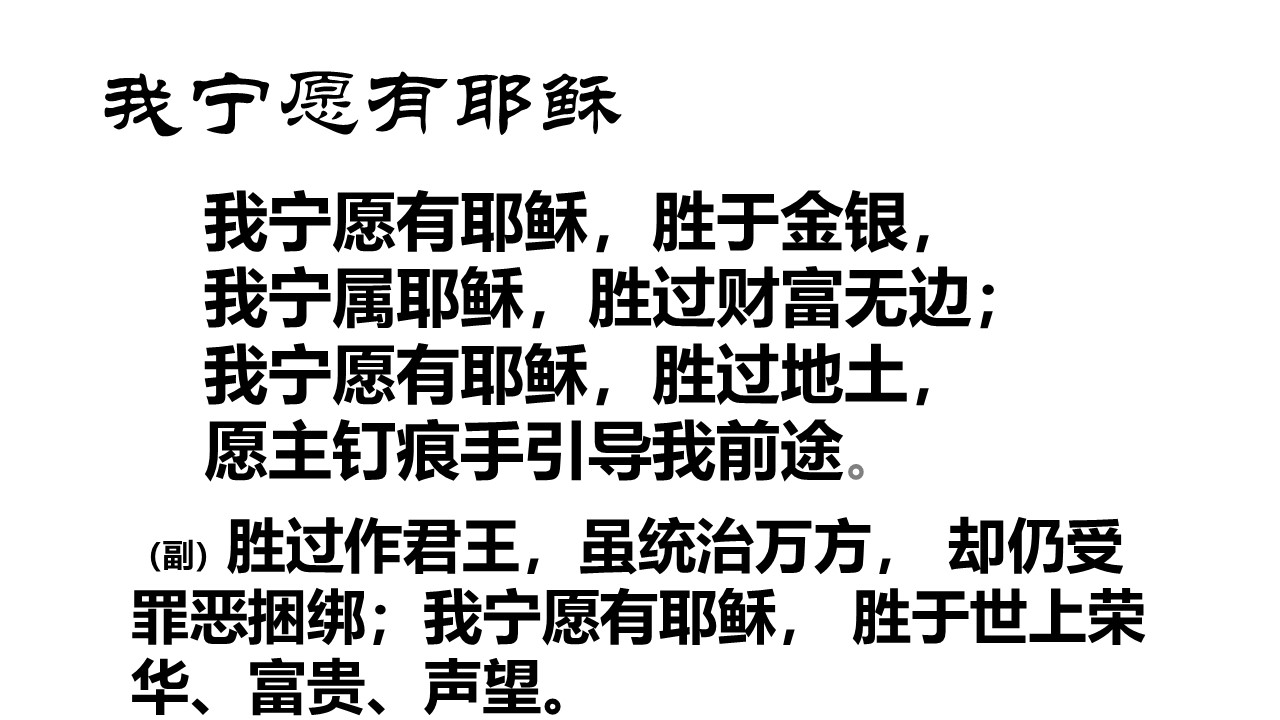 我宁愿有耶稣
我宁愿有耶稣，胜于金银，
我宁属耶稣，胜过财富无边；
我宁愿有耶稣，胜过地土，
愿主钉痕手引导我前途。
（副）胜过作君王，虽统治万方， 却仍受
罪恶捆绑；我宁愿有耶稣， 胜于世上荣
华、富贵、声望。